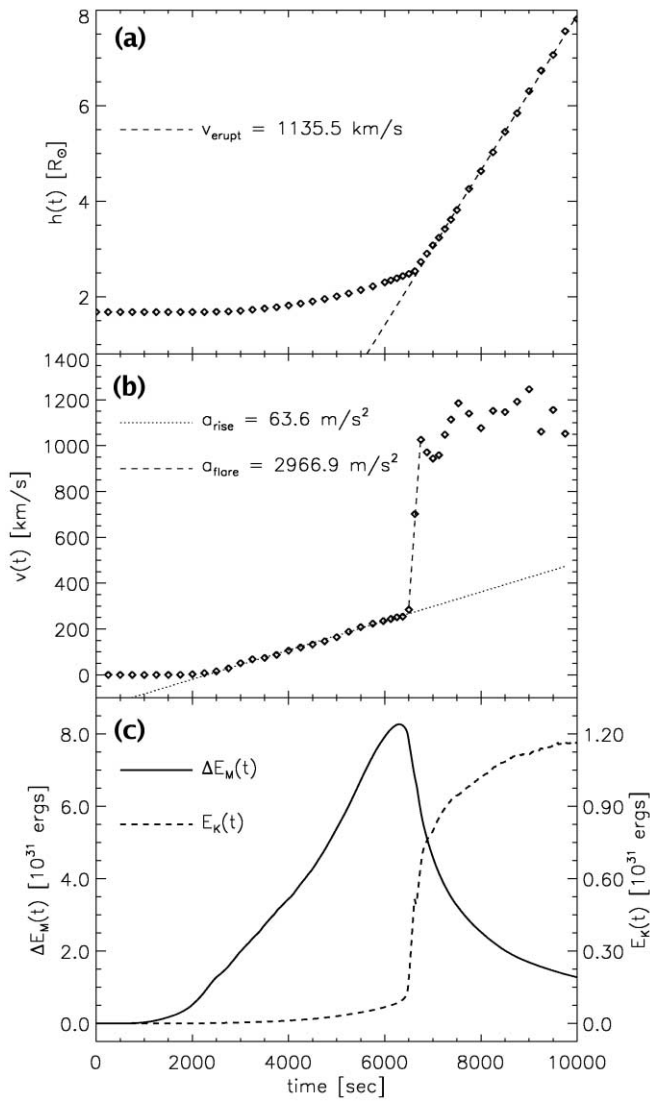 (a)
8
6
4
2
h(t) [R☉]
v_erupt = 1135.5 km/s
(b)
1400
1200
1000
800
600
400
200
0
v(t) [km/s]
a_rise = 63.6 m/s²
a_flare = 2966.9 m/s²
(c)
8.0
6.0
4.0
2.0
0.0
ΔE_M(t) [10³¹ ergs]
ΔE_M(t)
E_K(t)
1.20
0.90
0.60
0.30
0.0
E_K(t) [10³¹ ergs]
0 2000 4000 6000 8000 10000
time [sec]